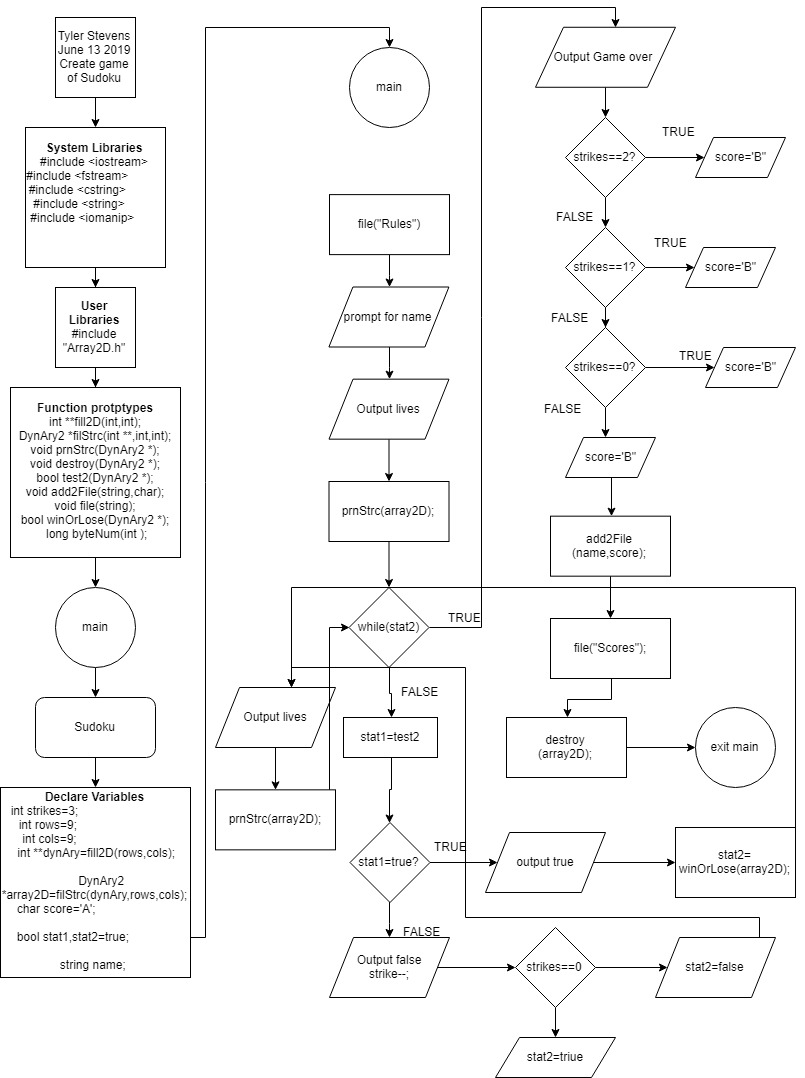 Tyler Stevens
June 13 2019
Create game
of Sudoku
System Libraries
#include <iostream>
#include <fstream>
#include <cstring>
#include <string>
#include <iomanip>
User
Libraries
#include
"Array2D.h"
Function protptypes
int **fill2D(int,int);
DynAry2 *filStrc(int **,int,int);
void prnStrc(DynAry2 *);
void destroy(DynAry2 *);
bool test2(DynAry2 *);
void add2File(string,char);
void file(string);
bool winOrLose(DynAry2 *);
long byteNum(int );
main
Sudoku
Declare Variables
int strikes=3;
int rows=9;
int cols=9;
int **dynAry=fill2D(rows,cols);
DynAry2
*array2D=filStrc(dynAry,rows,cols);
char score='A';
bool stat1,stat2=true;
string name;
main
file("Rules")
prompt for name
Output lives
prnStrc(array2D);
while(stat2)
TRUE
FALSE
Output lives
prnStrc(array2D);
stat1=test2
stat1=true?
TRUE
FALSE
output true
stat2=
winOrLose(array2D);
Output false
strike--;
strikes==0
stat2=false
stat2=triue
Output Game over
strikes==2?
TRUE
score='B"
FALSE
strikes==1?
TRUE
score='B"
FALSE
strikes==0?
TRUE
score='B"
FALSE
score='B"
add2File
(name,score);
file("Scores");
destroy
(array2D);
exit main